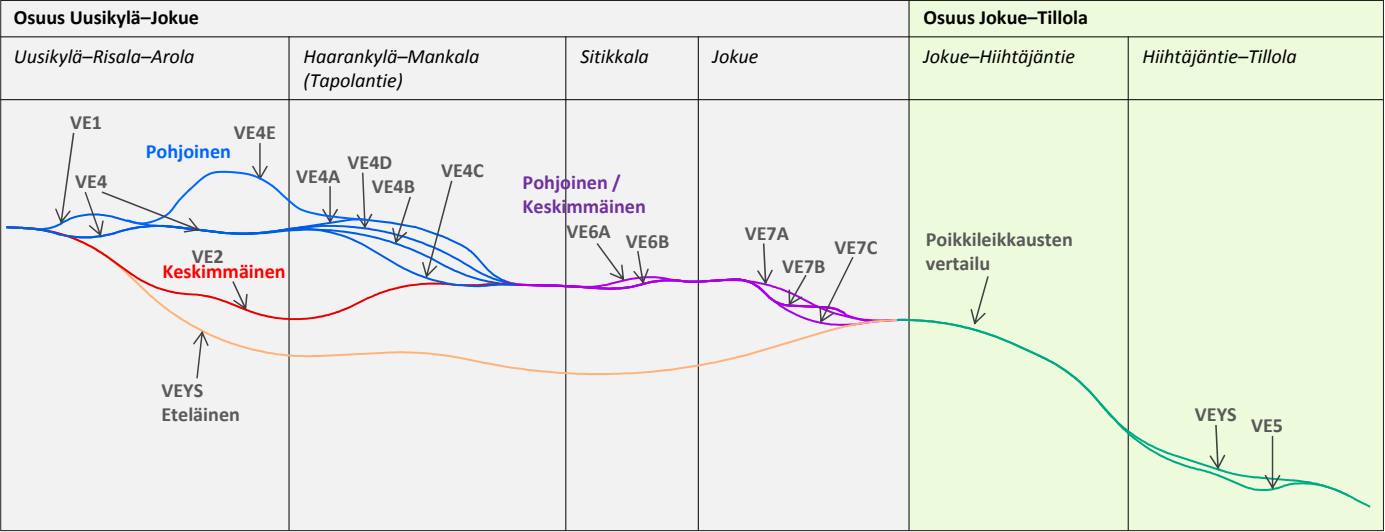 Osuus Uusikylä–Jokue
Osuus Jokue–Tillola
Uusikylä–Risala–Arola
Haarankylä–Mankala
(Tapolantie)
Sitikkala
Jokue
Jokue–Hiihtäjäntie
Hiihtäjäntie–Tillola
VE1
VE4E
Pohjoinen
VE4
VE4A
VE4D
VE4B
VE4C
Pohjoinen /
Keskimmäinen
VE6A
VE6B
VE7A
VE7B
VE7C
VE2
Keskimmäinen
VEYS
Eteläinen
Poikkileikkausten
vertailu
VEYS
VE5